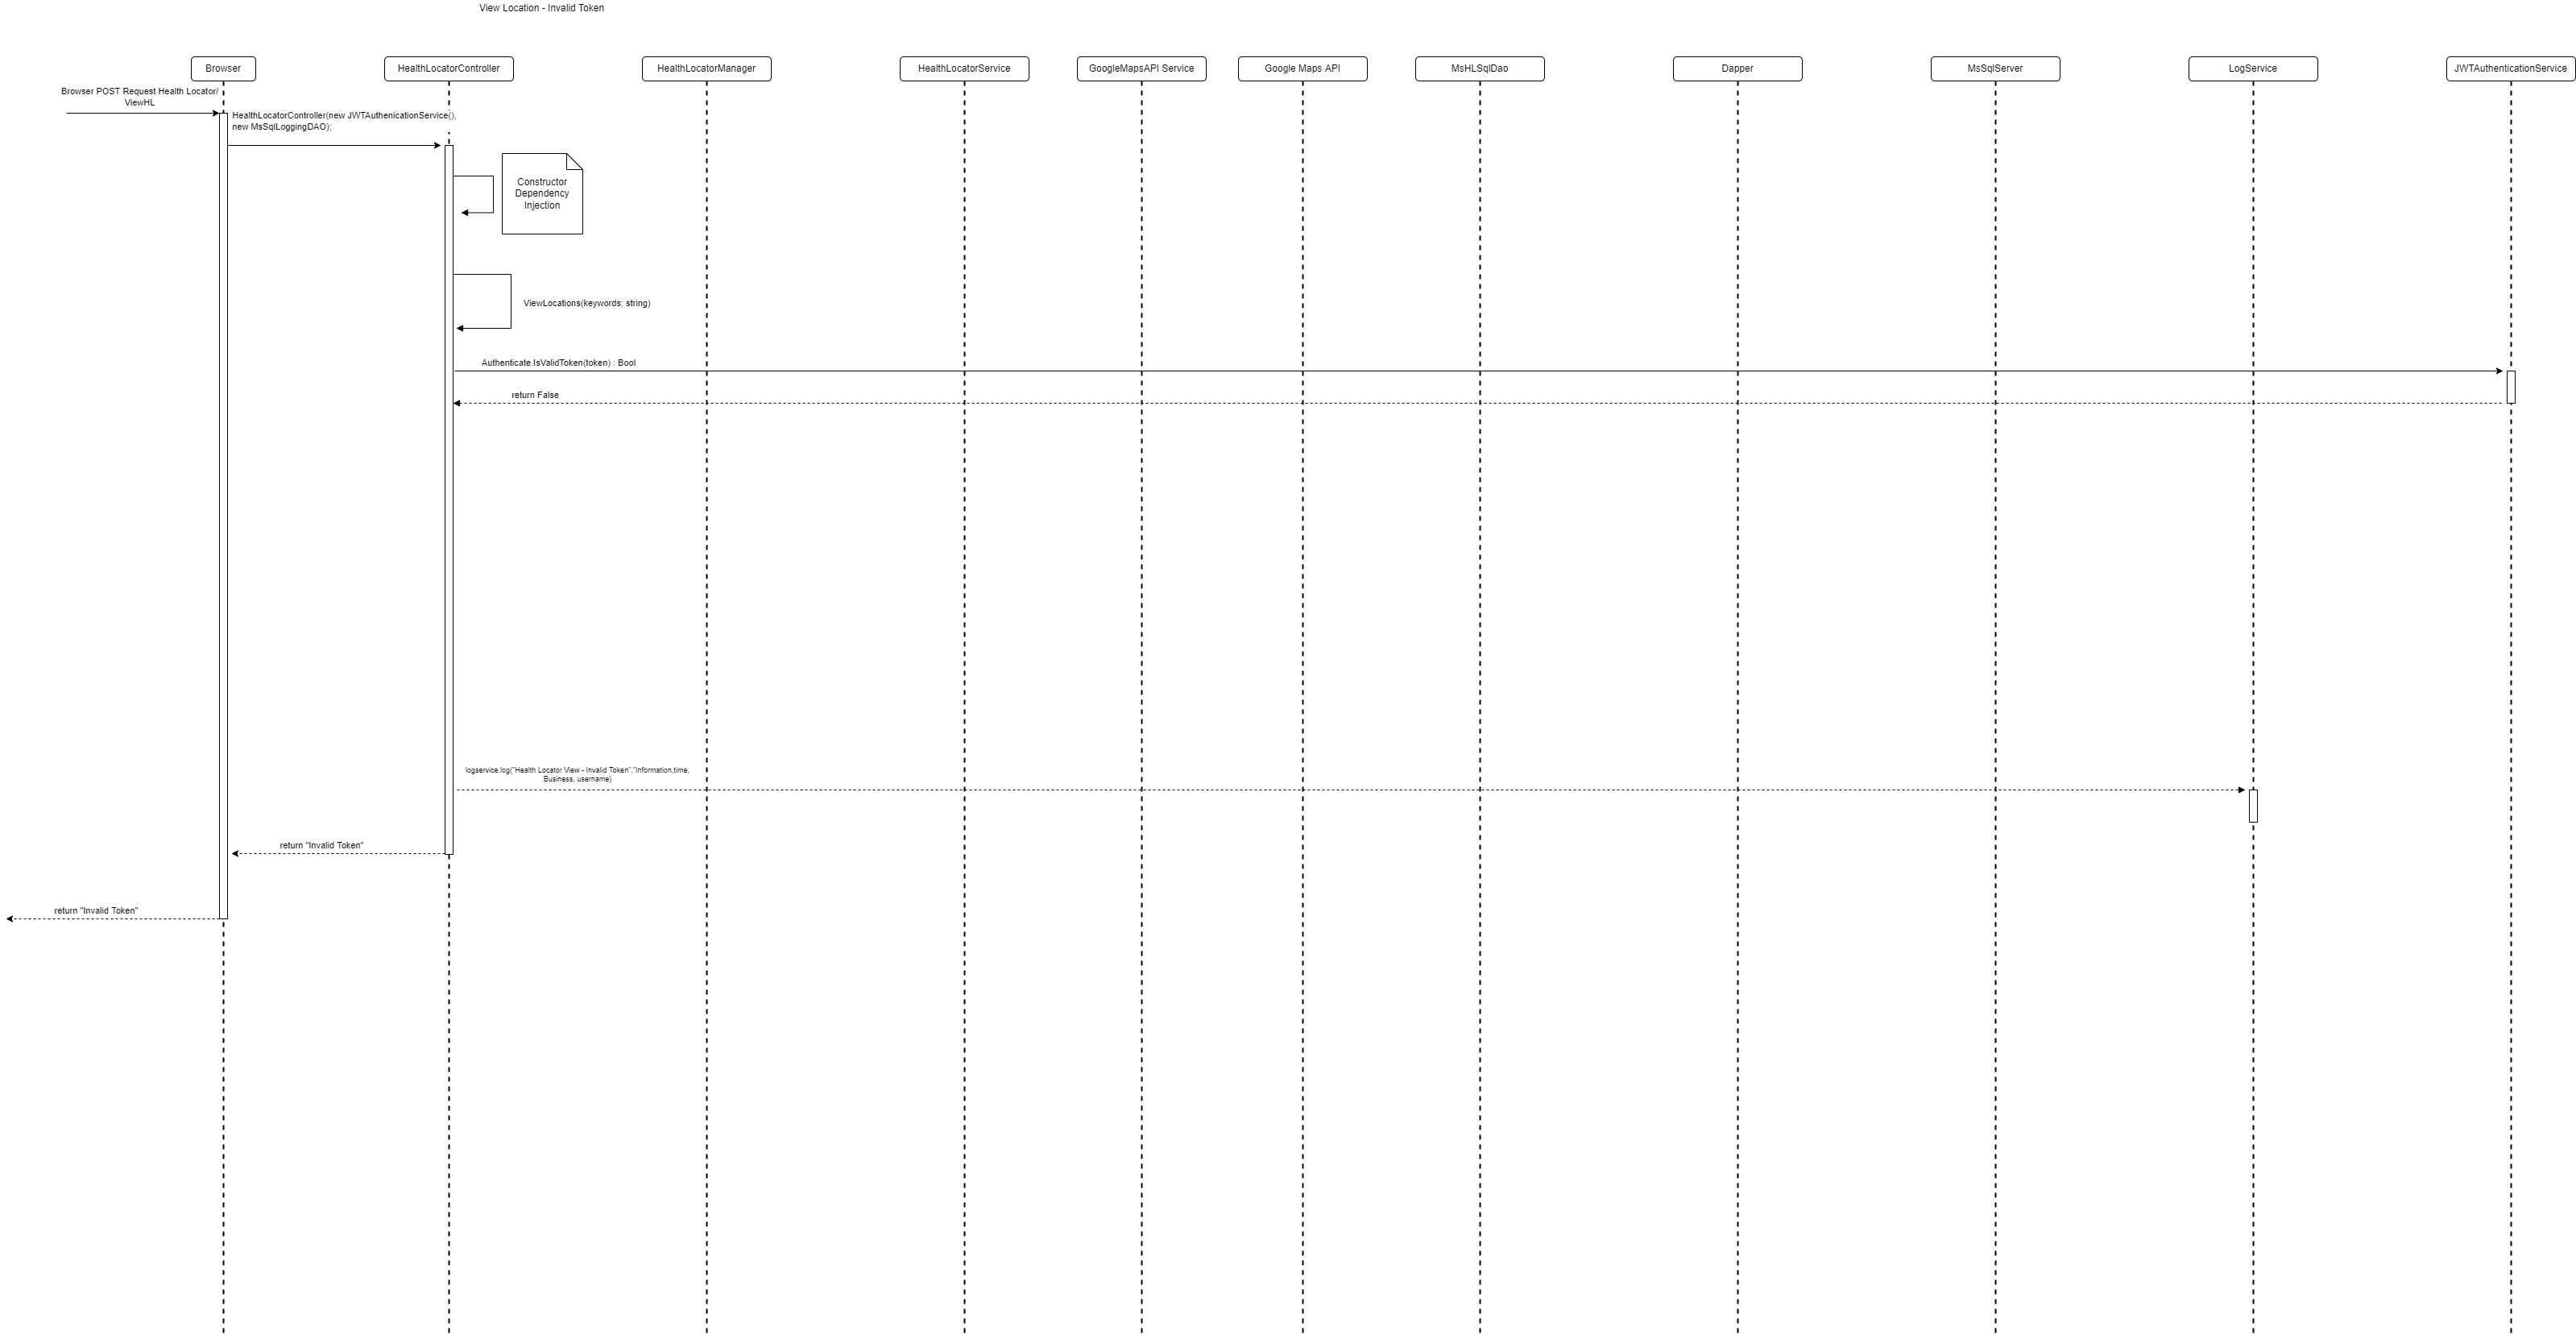 View Location - Invalid Token
Browser
HealthLocatorController
HealthLocatorManager
HealthLocatorService
GoogleMapsAPI Service
Google Maps API
MsHLSqlDao
Dapper
MsSqlServer
LogService
JWTAuthenticationService
Browser POST Request Health Locator/
ViewHL
HealthLocatorController(new JWTAuthenicationService(),
new MsSqlLoggingDAO);
Constructor
Dependency
Injection
ViewLocations(keywords: string)
Authenticate.IsValidToken(token) : Bool
return False
logservice.log("Health Locator View - Invalid Token","Information,time,
Business, username)
return "Invalid Token"
return "Invalid Token"